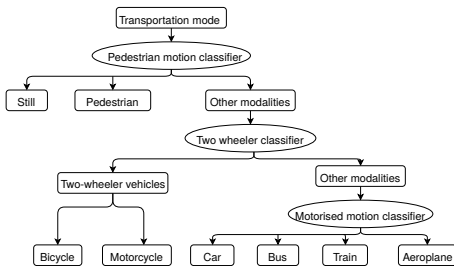 Transportation mode
Pedestrian motion classifier
Still
Pedestrian
Other modalities
Two wheeler classifier
Two-wheeler vehicles
Other modalities
Motorised motion classifier
Bicycle
Motorcycle
Car
Bus
Train
Aeroplane